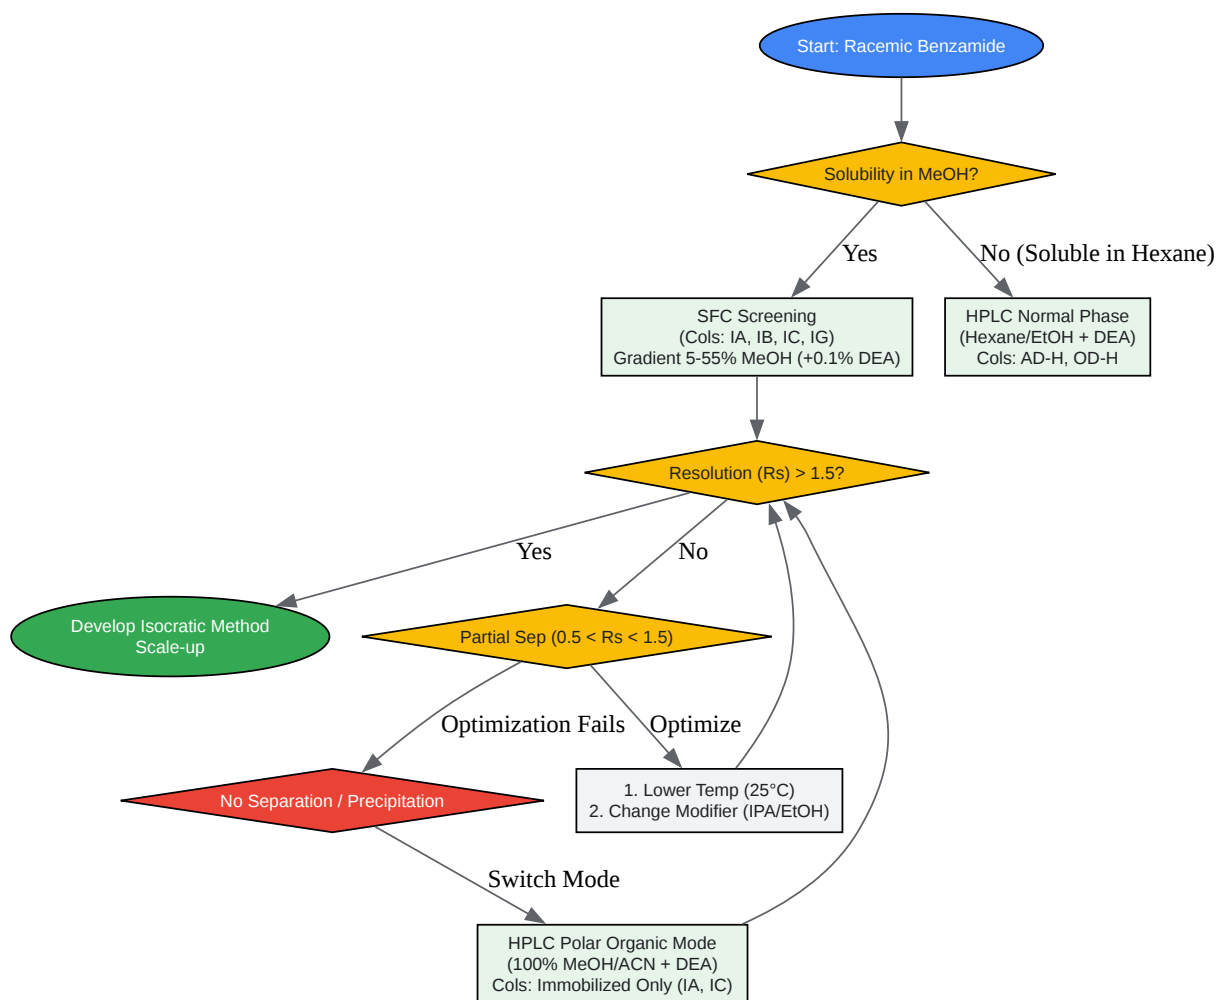 Start: Racemic Benzamide
Solubility in MeOH?
Yes
No (Soluble in Hexane)
SFC Screening
(Cols: IA, IB, IC, IG)
Gradient 5-55% MeOH (+0.1% DEA)
HPLC Normal Phase
(Hexane/EtOH + DEA)
Cols: AD-H, OD-H
Resolution (Rs) > 1.5?
Yes
No
Develop Isocratic Method
Scale-up
Partial Sep (0.5 < Rs < 1.5)
Optimization Fails
Optimize
No Separation / Precipitation
1. Lower Temp (25°C)
2. Change Modifier (IPA/EtOH)
Switch Mode
HPLC Polar Organic Mode
(100% MeOH/ACN + DEA)
Cols: Immobilized Only (IA, IC)